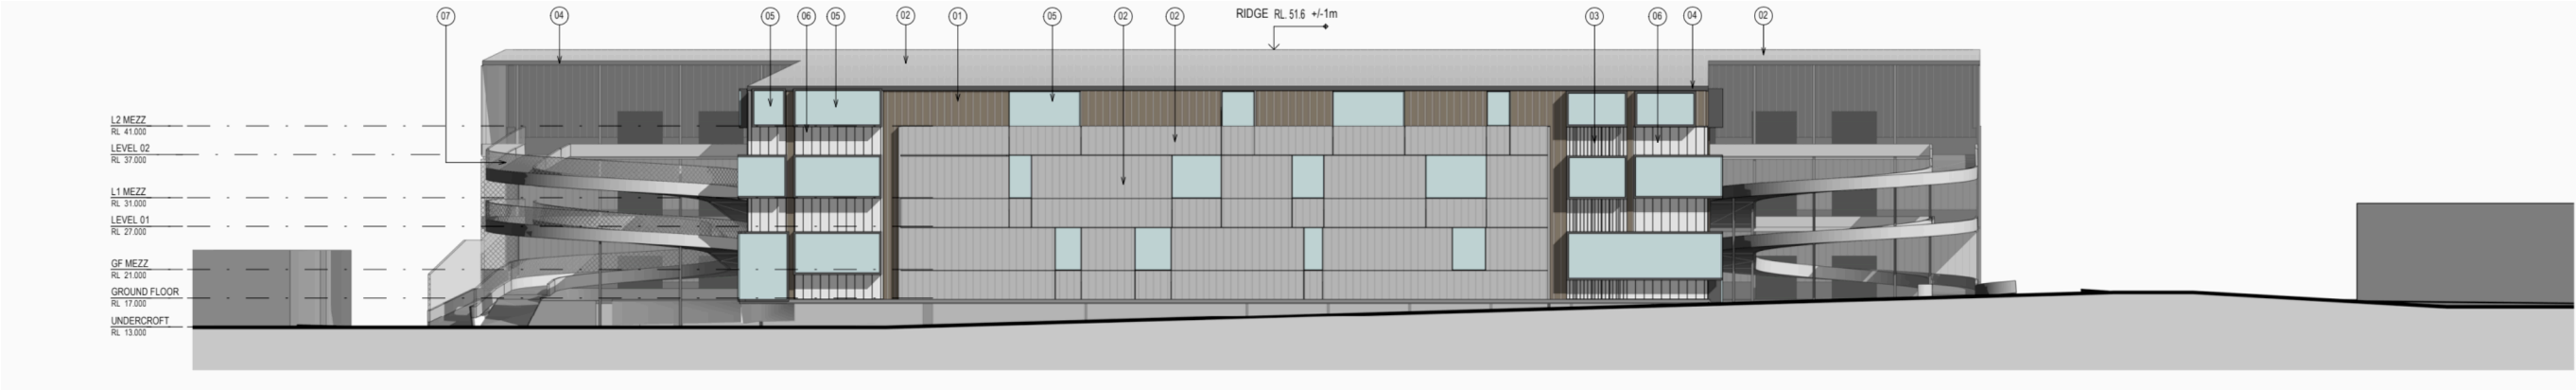 07 04 05 06 05 02 01 05 02 02 RIDGE RL. 51.6 +/-1m 03 06 04 02
L2 MEZZ
RL 41.000
LEVEL 02
RL 37.000
L1 MEZZ
RL 31.000
LEVEL 01
RL 27.000
GF MEZZ
RL 21.000
GROUND FLOOR
RL 17.000
UNDERCROFT
RL 13.000